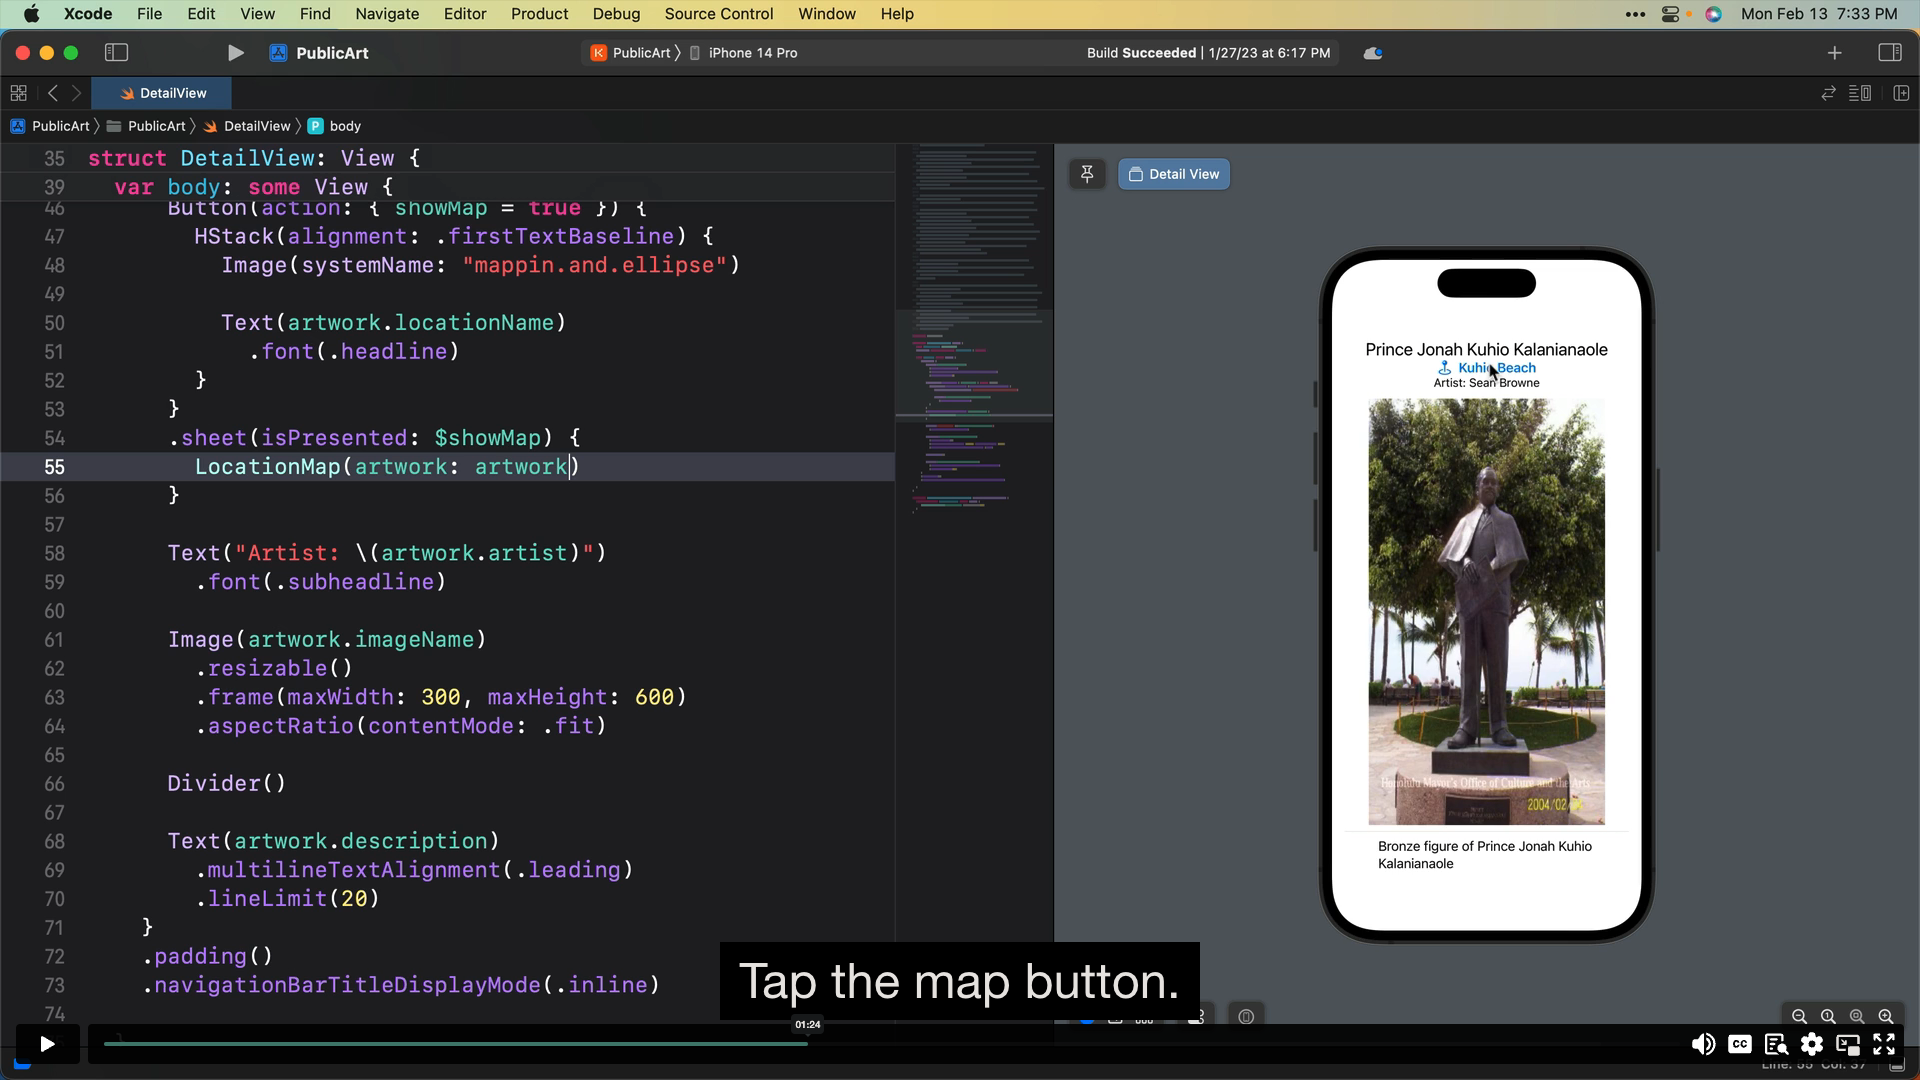 Xcode File Edit View Find Navigate Editor Product Debug Source Control Window Help Mon Feb 13 7:33 PM
PublicArt PublicArt iPhone 14 Pro Build Succeeded | 1/27/23 at 6:17 PM
DetailView
PublicArt PublicArt DetailView P body
35 struct DetailView: View {
39 var body: some View {
46 Button(action: { showMap = true }) {
47 HStack(alignment: .firstTextBaseline) {
48 Image(systemName: "mappin.and.ellipse")
49
50 Text(artwork.locationName)
51 .font(.headline)
52 }
53 }
54 .sheet(isPresented: $showMap) {
55 LocationMap(artwork: artwork)
56 }
57
58 Text("Artist: \(artwork.artist)")
59 .font(.subheadline)
60
61 Image(artwork.imageName)
62 .resizable()
63 .frame(maxWidth: 300, maxHeight: 600)
64 .aspectRatio(contentMode: .fit)
65
66 Divider()
67
68 Text(artwork.description)
69 .multilineTextAlignment(.leading)
70 .lineLimit(20)
71 }
72 .padding()
73 .navigationBarTitleDisplayMode(.inline)
74
Detail View
Prince Jonah Kuhio Kalanianaole
Kuhio Beach
Artist: Sean Browne
Honolulu Mayor's Office of Culture and the Arts
Bronze figure of Prince Jonah Kuhio
Kalanianaole
Tap the map button.
01:24
CC